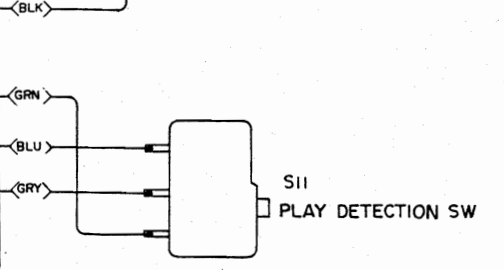 BLK
GRN
BLU
GRY
S11
PLAY DETECTION SW